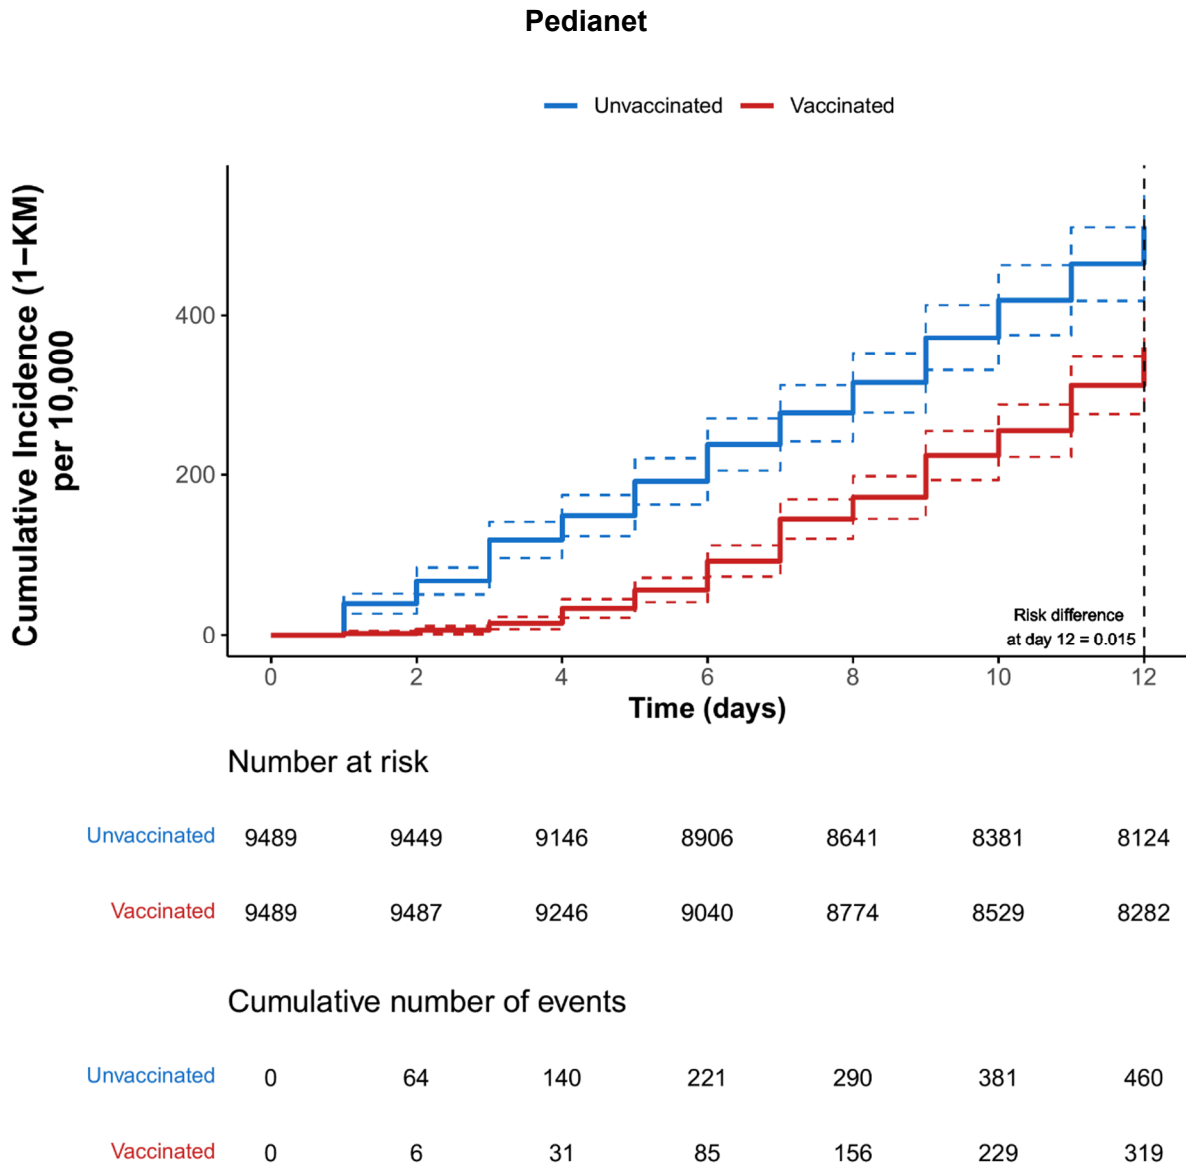 Pedianet
Unvaccinated Vaccinated
Cumulative Incidence (1−KM)
per 10,000
400
200
0
Risk difference
at day 12 = 0.015
0 2 4 6 8 10 12
Time (days)
Number at risk
Unvaccinated 9489 9449 9146 8906 8641 8381 8124
Vaccinated 9489 9487 9246 9040 8774 8529 8282
Cumulative number of events
Unvaccinated 0 64 140 221 290 381 460
Vaccinated 0 6 31 85 156 229 319